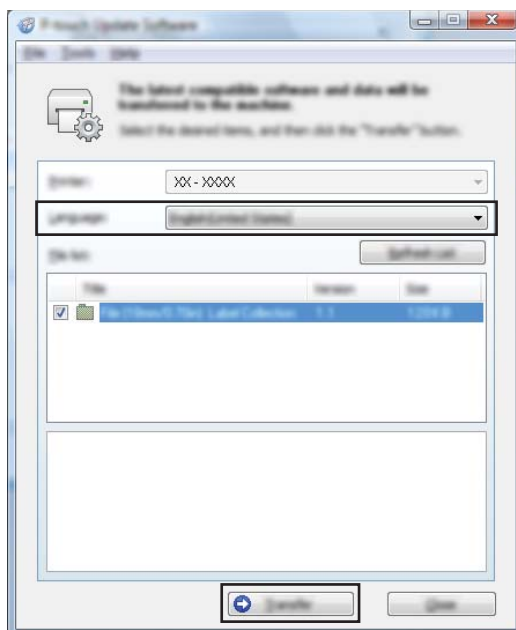 P-touch Update Software
File Tools Help
The latest compatible software and data will be
transferred to the machine.
Select the desired items, and then click the "Transfer" button.
Printer: XX - XXXX
Language: English(United States)
File list: Refresh List
Title Version Size
Label Collection 1.1
Transfer Close